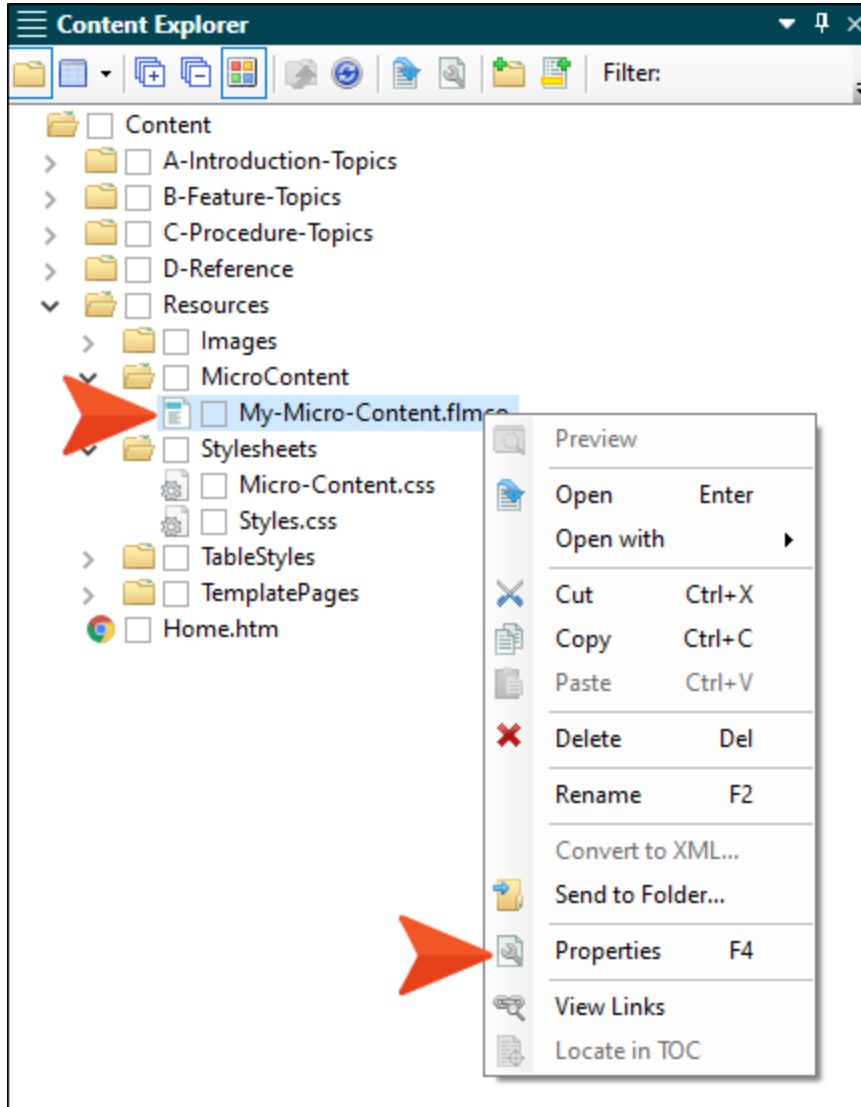 Content Explorer
Filter:
Content
A-Introduction-Topics
B-Feature-Topics
C-Procedure-Topics
D-Reference
Resources
Images
MicroContent
My-Micro-Content.flmco
Stylesheets
Micro-Content.css
Styles.css
TableStyles
TemplatePages
Home.htm
Preview
Open Enter
Open with
Cut Ctrl+X
Copy Ctrl+C
Paste Ctrl+V
Delete Del
Rename F2
Convert to XML...
Send to Folder...
Properties F4
View Links
Locate in TOC